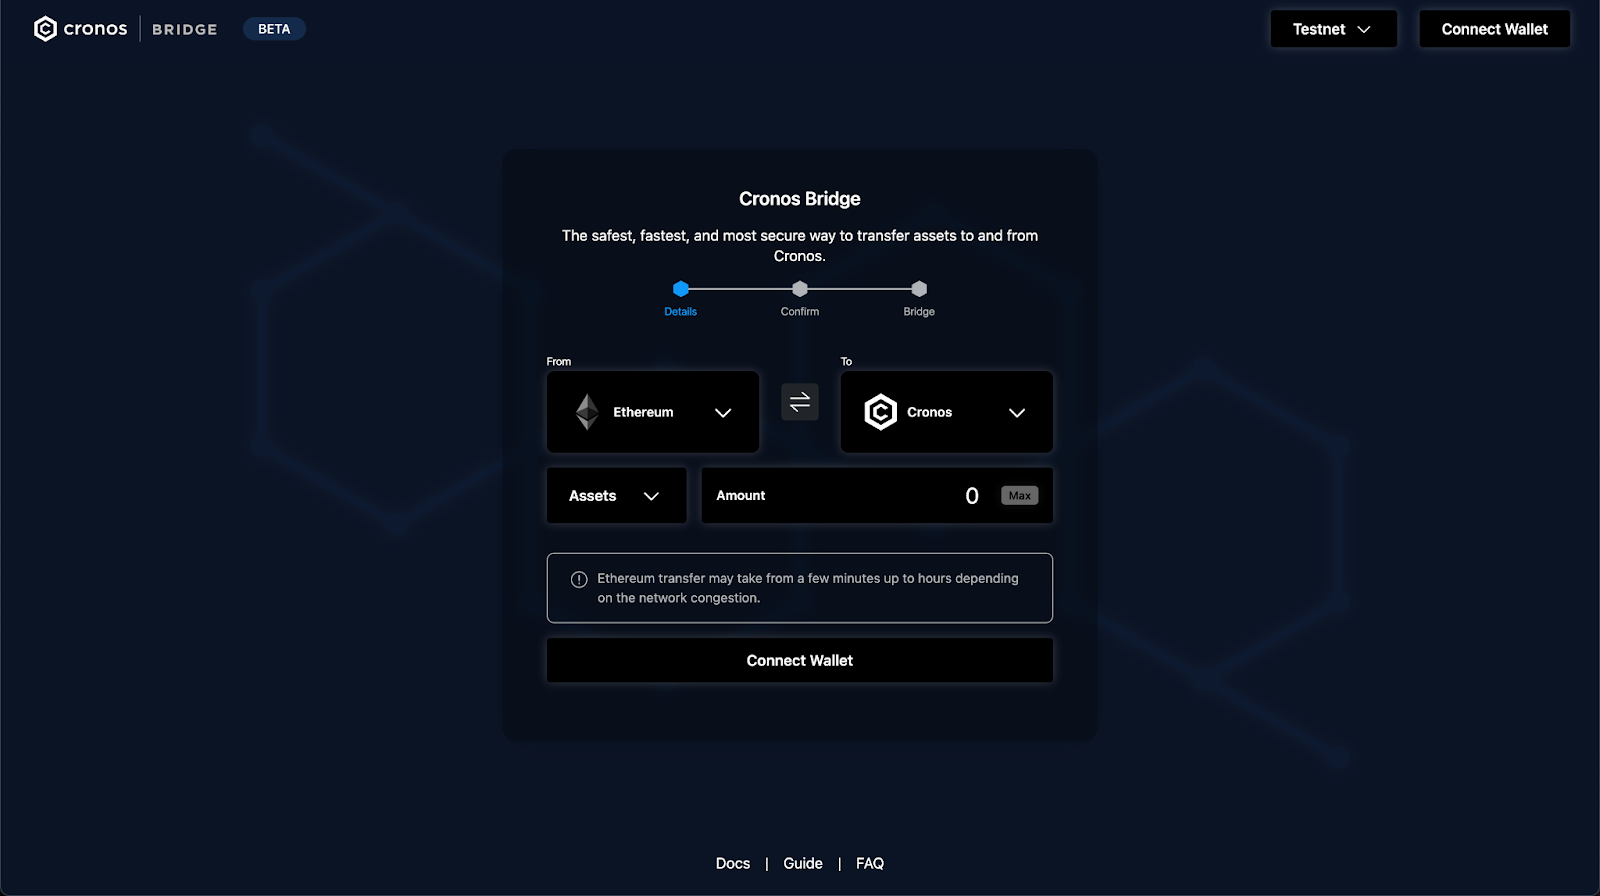 cronos BRIDGE BETA Testnet Connect Wallet
Cronos Bridge
The safest, fastest, and most secure way to transfer assets to and from
Cronos.
Details Confirm Bridge
From To
Ethereum Cronos
Assets Amount 0 Max
Ethereum transfer may take from a few minutes up to hours depending
on the network congestion.
Connect Wallet
Docs | Guide | FAQ